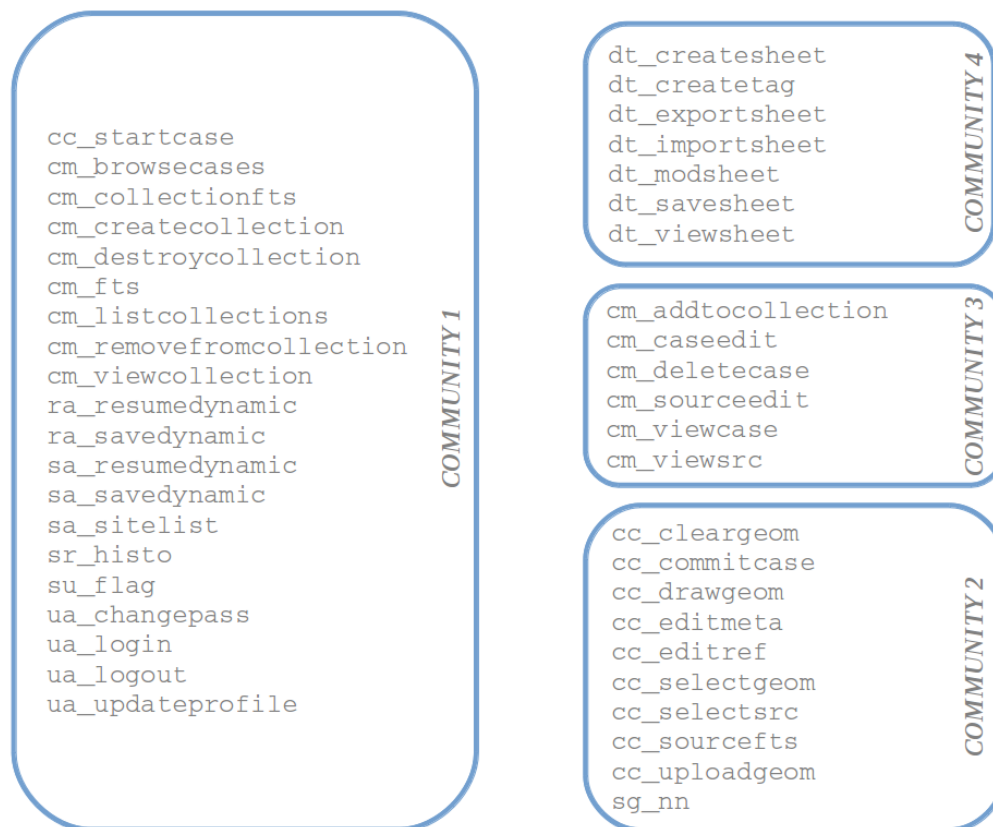 cc_startcase
cm_browsecases
cm_collectionfts
cm_createcollection
cm_destroycollection
cm_fts
cm_listcollections
cm_removefromcollection
cm_viewcollection
ra_resumedynamic
ra_savedynamic
sa_resumedynamic
sa_savedynamic
sa_sitelist
sr_histo
su_flag
ua_changepass
ua_login
ua_logout
ua_updateprofile
COMMUNITY 1
dt_createsheet
dt_createtag
dt_exportsheet
dt_importsheet
dt_modsheet
dt_savesheet
dt_viewsheet
COMMUNITY 4
cm_addtocollection
cm_caseedit
cm_deletecase
cm_sourceedit
cm_viewcase
cm_viewsrc
COMMUNITY 3
cc_cleargeom
cc_commitcase
cc_drawgeom
cc_editmeta
cc_editref
cc_selectgeom
cc_selectsrc
cc_sourcefts
cc_uploadgeom
sg_nn
COMMUNITY 2